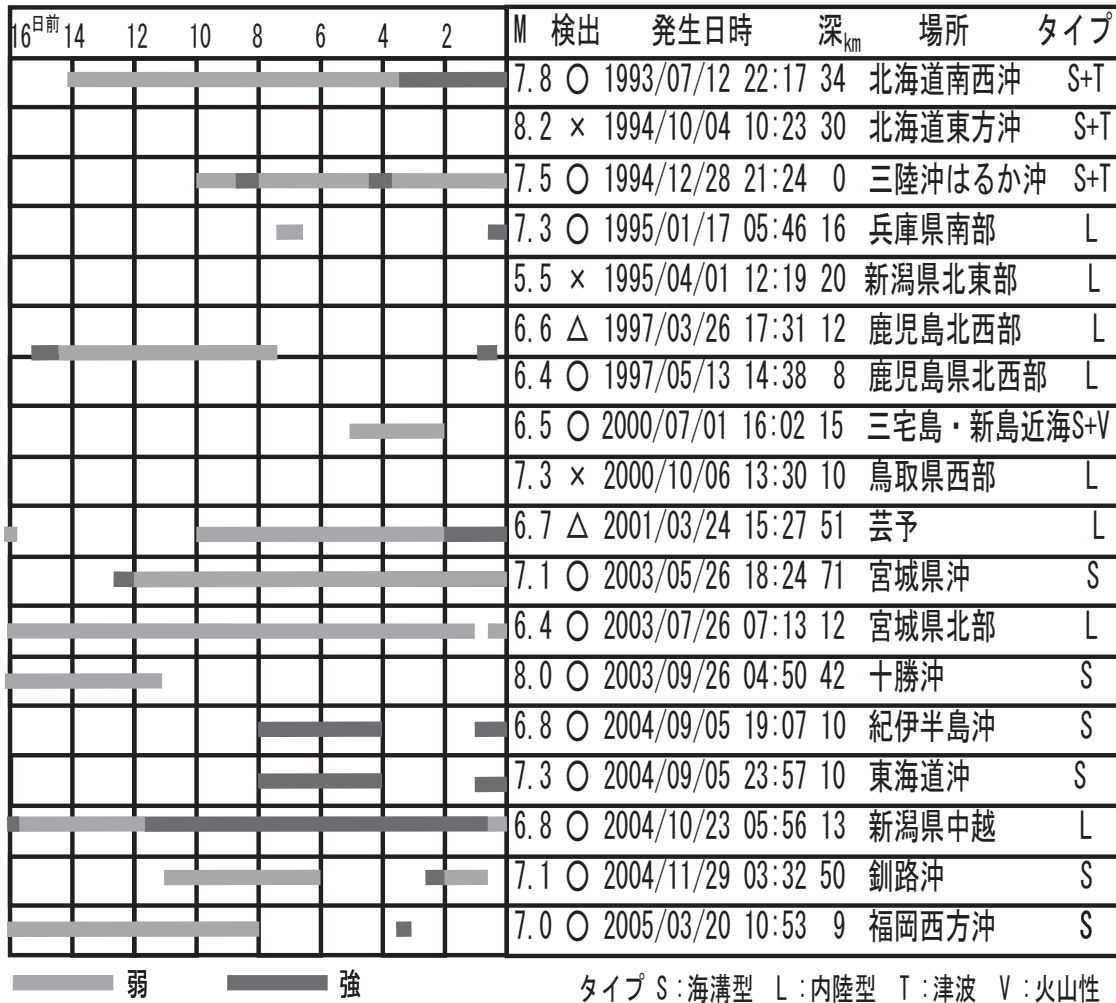 16日前 14 12 10 8 6 4 2 M 検出 発生日時 深km 場所 タイプ
7.8 ○ 1993/07/12 22:17 34 北海道南西沖 S+T
8.2 × 1994/10/04 10:23 30 北海道東方沖 S+T
7.5 ○ 1994/12/28 21:24 0 三陸沖はるか沖 S+T
7.3 ○ 1995/01/17 05:46 16 兵庫県南部 L
5.5 × 1995/04/01 12:19 20 新潟県北東部 L
6.6 △ 1997/03/26 17:31 12 鹿児島北西部 L
6.4 ○ 1997/05/13 14:38 8 鹿児島県北西部 L
6.5 ○ 2000/07/01 16:02 15 三宅島・新島近海S+V
7.3 × 2000/10/06 13:30 10 鳥取県西部 L
6.7 △ 2001/03/24 15:27 51 芸予 L
7.1 ○ 2003/05/26 18:24 71 宮城県沖 S
6.4 ○ 2003/07/26 07:13 12 宮城県北部 L
8.0 ○ 2003/09/26 04:50 42 十勝沖 S
6.8 ○ 2004/09/05 19:07 10 紀伊半島沖 S
7.3 ○ 2004/09/05 23:57 10 東海道沖 S
6.8 ○ 2004/10/23 05:56 13 新潟県中越 L
7.1 ○ 2004/11/29 03:32 50 釧路沖 S
7.0 ○ 2005/03/20 10:53 9 福岡西方沖 S
弱 強 タイプ S:海溝型 L:内陸型 T:津波 V:火山性